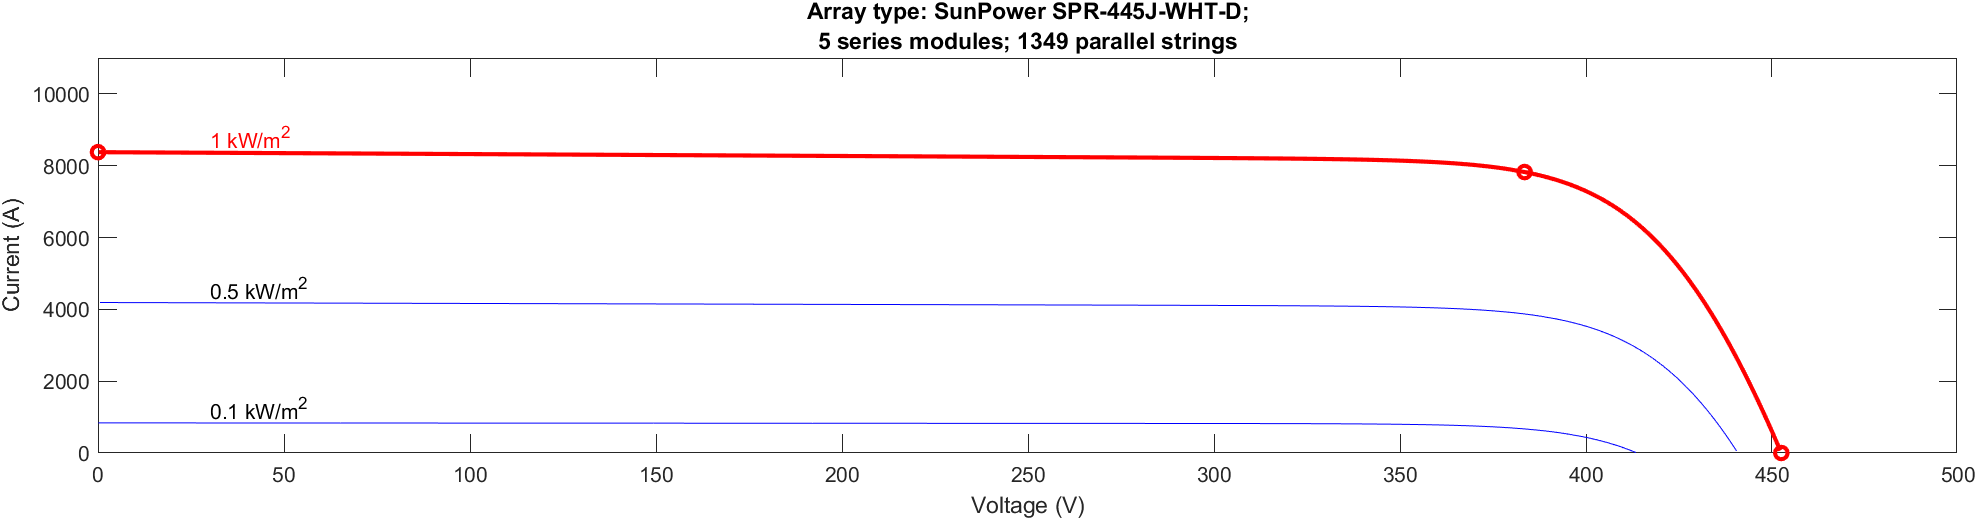 Array type: SunPower SPR-445J-WHT-D;
5 series modules; 1349 parallel strings
10000
8000
6000
4000
2000
0
Current (A)
1 kW/m²
0.5 kW/m²
0.1 kW/m²
0 50 100 150 200 250 300 350 400 450 500
Voltage (V)